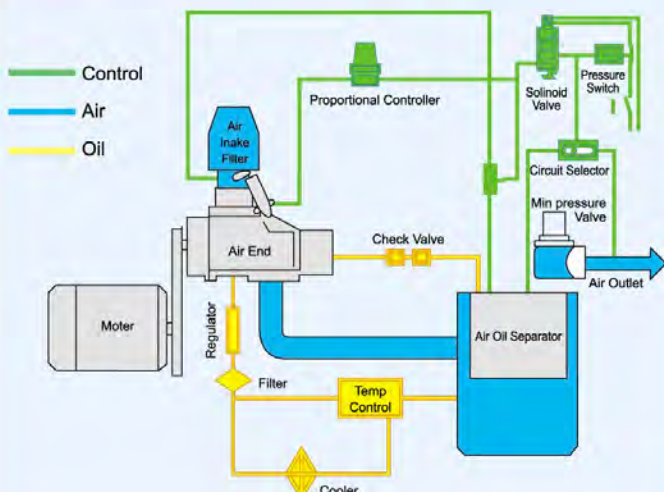 Control
Air
Oil
Proportional Controller
Solinoid
Valve
Pressure
Switch
Air
Inake
Filter
Circuit Selector
Min pressure
Valve
Air End
Check Valve
Air Outlet
Moter
Regulator
Air Oil Separator
Filter
Temp
Control
Cooler